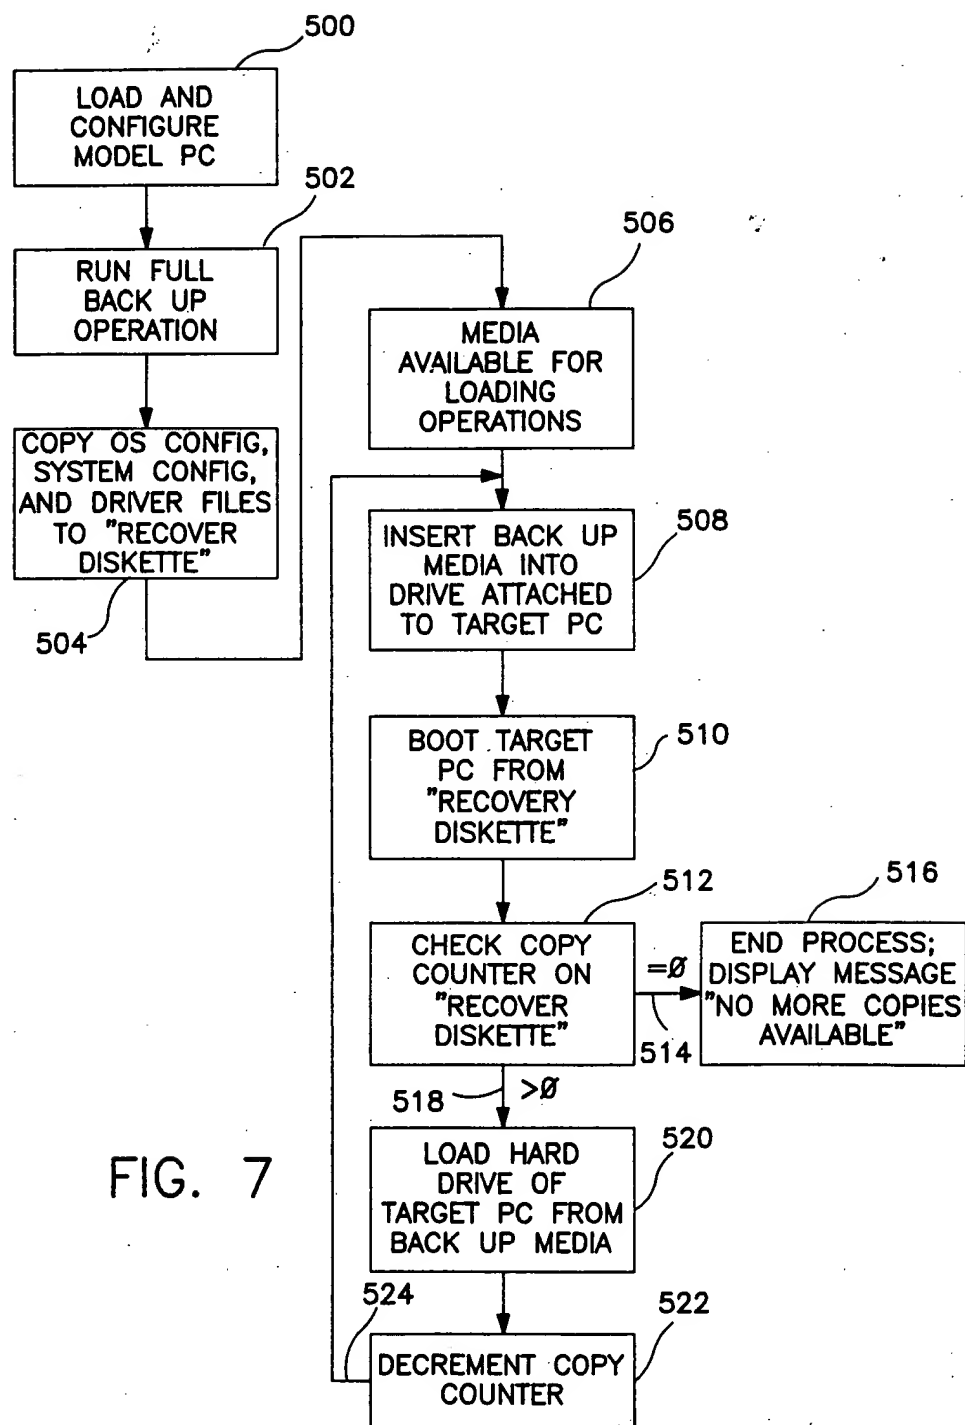 500
LOAD AND
CONFIGURE
MODEL PC
502
RUN FULL
BACK UP
OPERATION
COPY OS CONFIG,
SYSTEM CONFIG,
AND DRIVER FILES
TO "RECOVER
DISKETTE"
504
506
MEDIA
AVAILABLE FOR
LOADING
OPERATIONS
INSERT BACK UP
MEDIA INTO
DRIVE ATTACHED
TO TARGET PC
508
BOOT TARGET
PC FROM
"RECOVERY
DISKETTE"
510
512
CHECK COPY
COUNTER ON
"RECOVER
DISKETTE"
=Ø
514
516
END PROCESS;
DISPLAY MESSAGE
"NO MORE COPIES
AVAILABLE"
518
>Ø
520
LOAD HARD
DRIVE OF
TARGET PC FROM
BACK UP MEDIA
522
DECREMENT COPY
COUNTER
524
FIG. 7